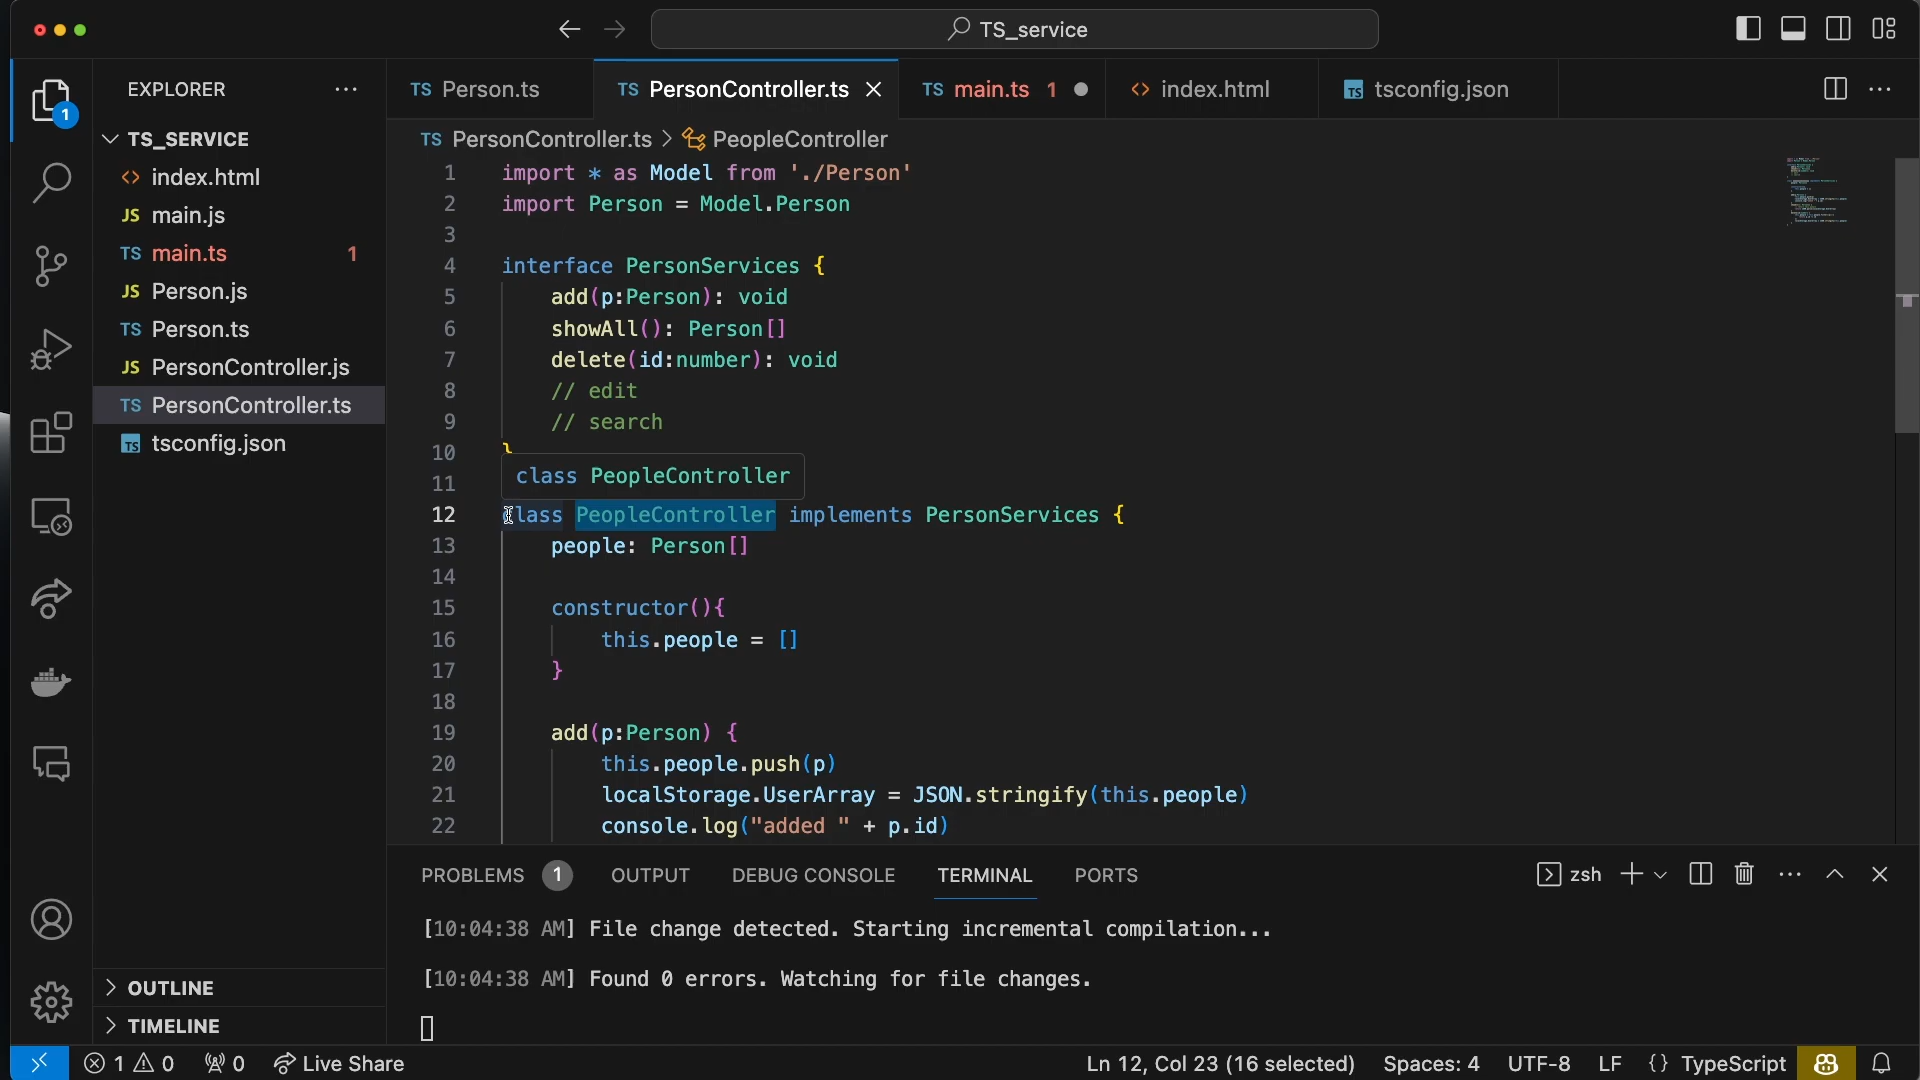 TS_service
EXPLORER
TS Person.ts
TS PersonController.ts
TS main.ts 1
<> index.html
TS tsconfig.json
TS_SERVICE
<> index.html
JS main.js
TS main.ts 1
JS Person.js
TS Person.ts
JS PersonController.js
TS PersonController.ts
TS tsconfig.json
OUTLINE
TIMELINE
1
TS PersonController.ts > PeopleController
1 import * as Model from './Person'
2 import Person = Model.Person
3
4 interface PersonServices {
5 add(p:Person): void
6 showAll(): Person[]
7 delete(id:number): void
8 // edit
9 // search
10 }
11
class PeopleController
12 class PeopleController implements PersonServices {
13 people: Person[]
14
15 constructor(){
16 this.people = []
17 }
18
19 add(p:Person) {
20 this.people.push(p)
21 localStorage.UserArray = JSON.stringify(this.people)
22 console.log("added " + p.id)
PROBLEMS 1 OUTPUT DEBUG CONSOLE TERMINAL PORTS
zsh
[10:04:38 AM] File change detected. Starting incremental compilation...
[10:04:38 AM] Found 0 errors. Watching for file changes.
1 0 0 Live Share
Ln 12, Col 23 (16 selected) Spaces: 4 UTF-8 LF {} TypeScript